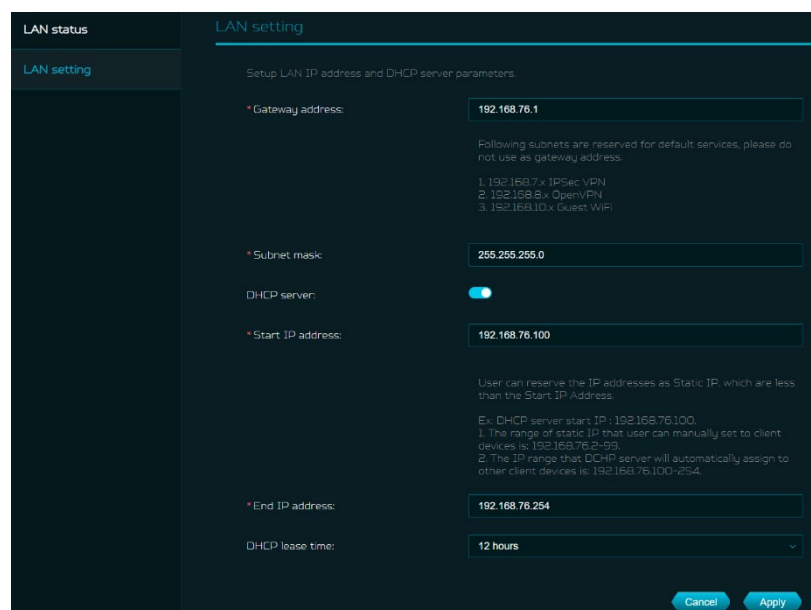 LAN status
LAN setting
LAN setting
Setup LAN IP address and DHCP server parameters.
* Gateway address:
192.168.76.1
Following subnets are reserved for default services, please do
not use as gateway address.
1. 192.168.7.x IPSec VPN
2. 192.168.8.x OpenVPN
3. 192.168.10.x Guest WiFi
* Subnet mask:
255.255.255.0
DHCP server:
* Start IP address:
192.168.76.100
User can reserve the IP addresses as Static IP, which are less
than the Start IP Address.
Ex: DHCP server start IP : 192.168.76.100.
1. The range of static IP that user can manually set to client
devices is: 192.168.76.2~99.
2. The IP range that DCHP server will automatically assign to
other client devices is: 192.168.76.100~254.
* End IP address:
192.168.76.254
DHCP lease time:
12 hours
Cancel
Apply